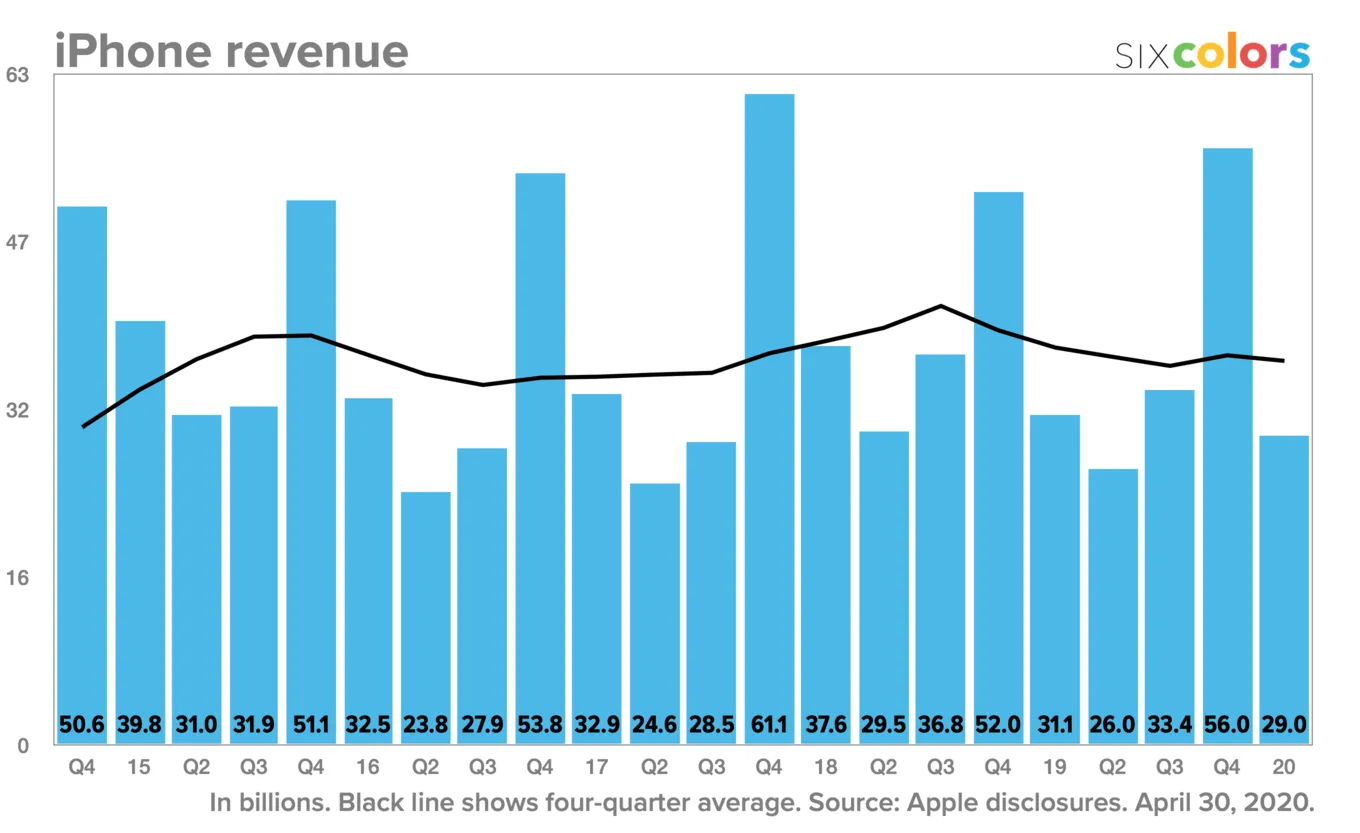 iPhone revenue
SIXcolors
63
47
32
16
0
50.6 39.8 31.0 31.9 51.1 32.5 23.8 27.9 53.8 32.9 24.6 28.5 61.1 37.6 29.5 36.8 52.0 31.1 26.0 33.4 56.0 29.0
Q4 15 Q2 Q3 Q4 16 Q2 Q3 Q4 17 Q2 Q3 Q4 18 Q2 Q3 Q4 19 Q2 Q3 Q4 20
In billions. Black line shows four-quarter average. Source: Apple disclosures. April 30, 2020.